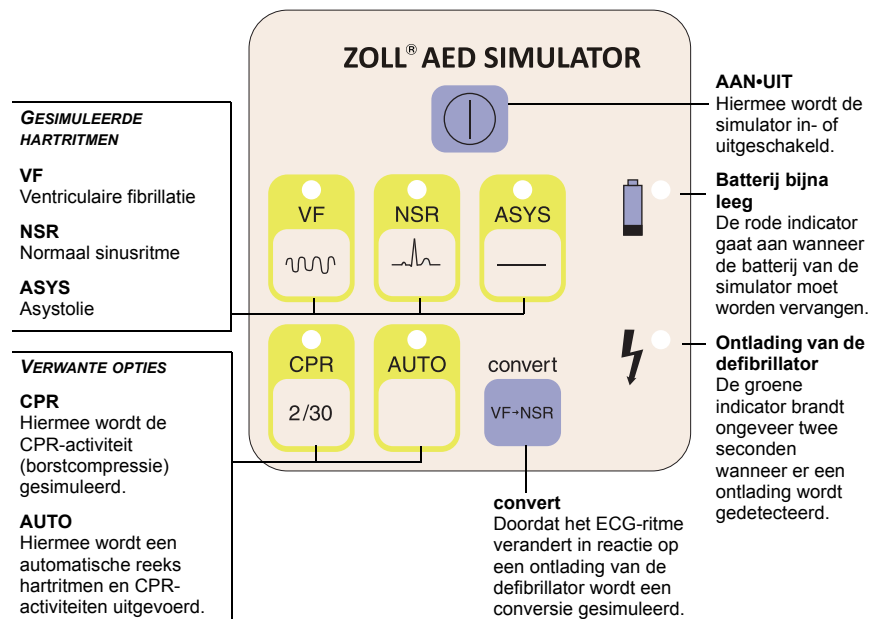 ZOLL® AED SIMULATOR
GESIMULEERDE
HARTRITMEN
VF
Ventriculaire fibrillatie
NSR
Normaal sinusritme
ASYS
Asystolie
VERWANTE OPTIES
CPR
Hiermee wordt de
CPR-activiteit
(borstcompressie)
gesimuleerd.
AUTO
Hiermee wordt een
automatische reeks
hartritmen en CPR-
activiteiten uitgevoerd.
VF
NSR
ASYS
CPR
AUTO
convert
2/30
VF→NSR
convert
Doordat het ECG-ritme
verandert in reactie op
een ontlading van de
defibrillator wordt een
conversie gesimuleerd.
AAN•UIT
Hiermee wordt de
simulator in- of
uitgeschakeld.
Batterij bijna
leeg
De rode indicator
gaat aan wanneer
de batterij van de
simulator moet
worden vervangen.
Ontlading van de
defibrillator
De groene
indicator brandt
ongeveer twee
seconden
wanneer er een
ontlading wordt
gedetecteerd.